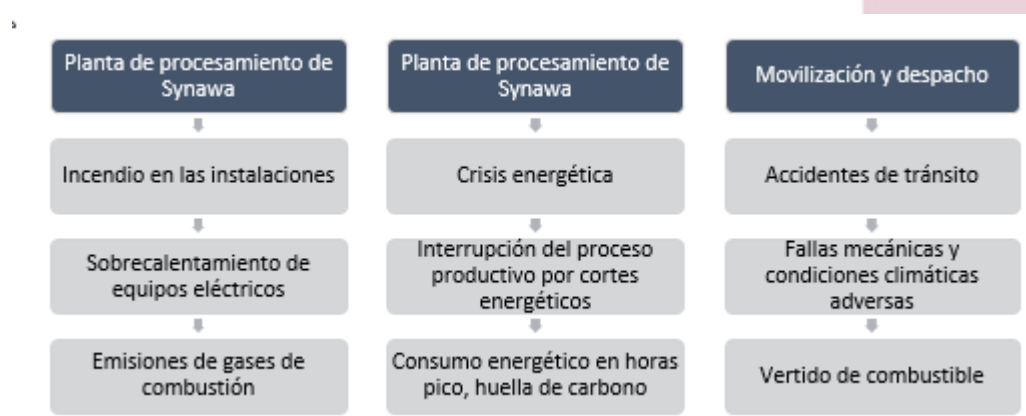 Planta de procesamiento de
Synawa
Incendio en las instalaciones
Sobrecalentamiento de
equipos eléctricos
Emisiones de gases de
combustión
Planta de procesamiento de
Synawa
Crisis energética
Interrupción del proceso
productivo por cortes
energéticos
Consumo energético en horas
pico, huella de carbono
Movilización y despacho
Accidentes de tránsito
Fallas mecánicas y
condiciones climáticas
adversas
Vertido de combustible